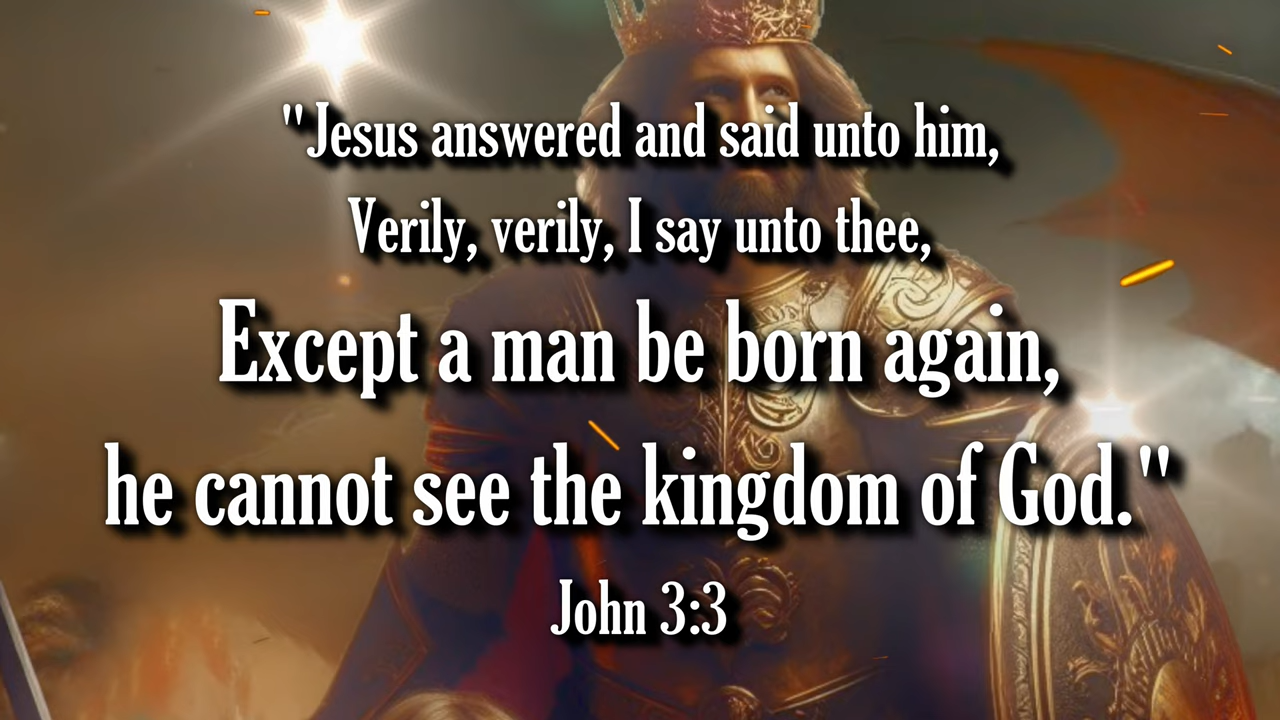 "Jesus answered and said unto him,
Verily, verily, I say unto thee,
Except a man be born again,
he cannot see the kingdom of God."
John 3:3